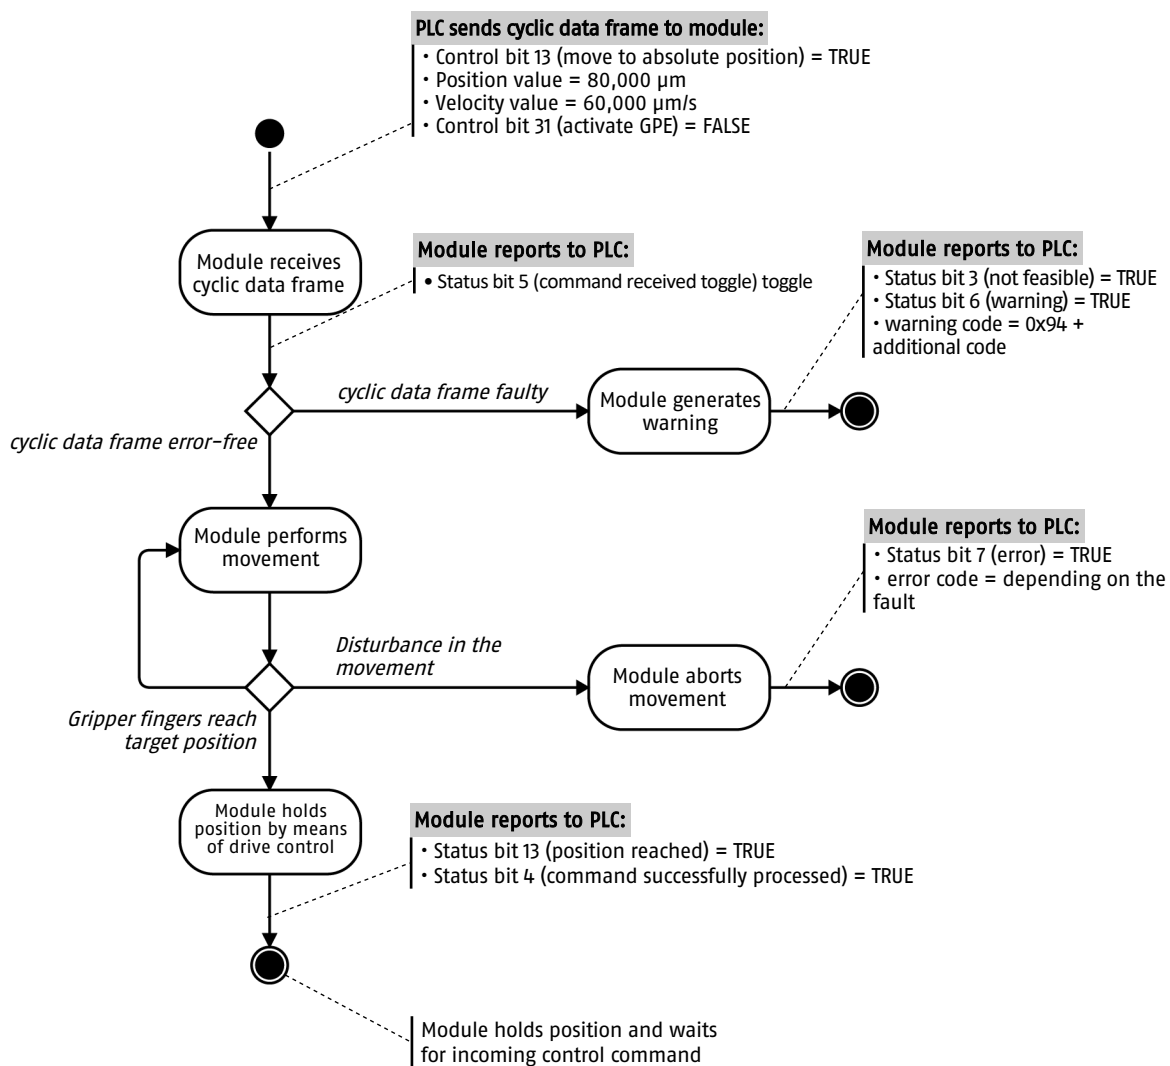 PLC sends cyclic data frame to module:
· Control bit 13 (move to absolute position) = TRUE
· Position value = 80,000 µm
· Velocity value = 60,000 µm/s
· Control bit 31 (activate GPE) = FALSE
Module receives
cyclic data frame
Module reports to PLC:
• Status bit 5 (command received toggle) toggle
Module reports to PLC:
· Status bit 3 (not feasible) = TRUE
· Status bit 6 (warning) = TRUE
· warning code = 0x94 +
additional code
cyclic data frame faulty
Module generates
warning
cyclic data frame error-free
Module performs
movement
Module reports to PLC:
· Status bit 7 (error) = TRUE
· error code = depending on the
fault
Disturbance in the
movement
Module aborts
movement
Gripper fingers reach
target position
Module holds
position by means
of drive control
Module reports to PLC:
· Status bit 13 (position reached) = TRUE
· Status bit 4 (command successfully processed) = TRUE
Module holds position and waits
for incoming control command